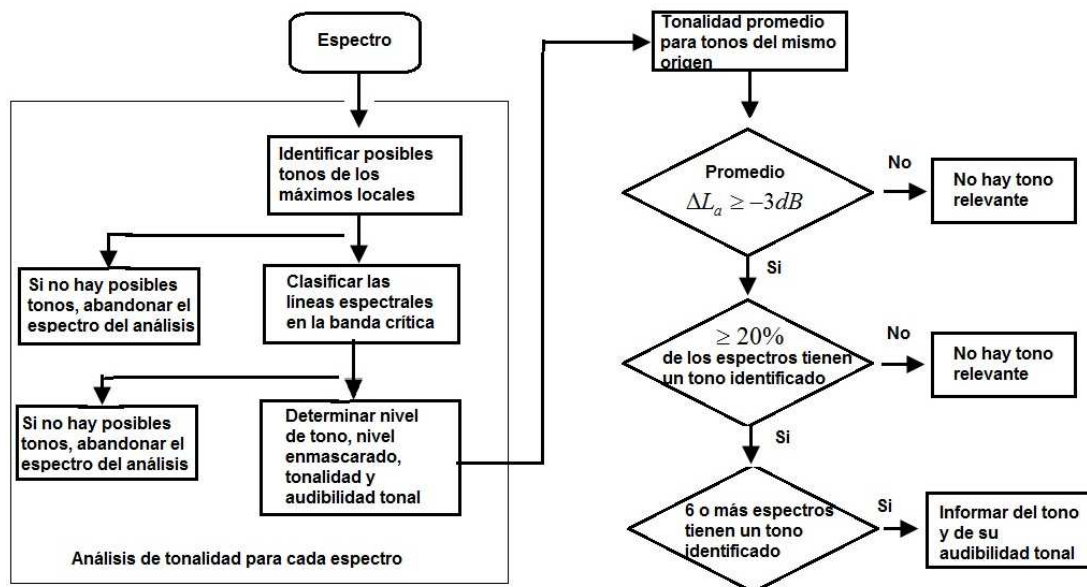 Espectro
Identificar posibles
tonos de los
máximos locales
Si no hay posibles
tonos, abandonar el
espectro del análisis
Clasificar las
líneas espectrales
en la banda crítica
Si no hay posibles
tonos, abandonar el
espectro del análisis
Determinar nivel
de tono, nivel
enmascarado,
tonalidad y
audibilidad tonal
Análisis de tonalidad para cada espectro
Tonalidad promedio
para tonos del mismo
origen
Promedio
ΔLₐ ≥ −3dB
No
No hay tono
relevante
Si
≥ 20%
de los espectros tienen
un tono identificado
No
No hay tono
relevante
Si
6 o más espectros
tienen un tono
identificado
Si
Informar del tono
y de su
audibilidad tonal